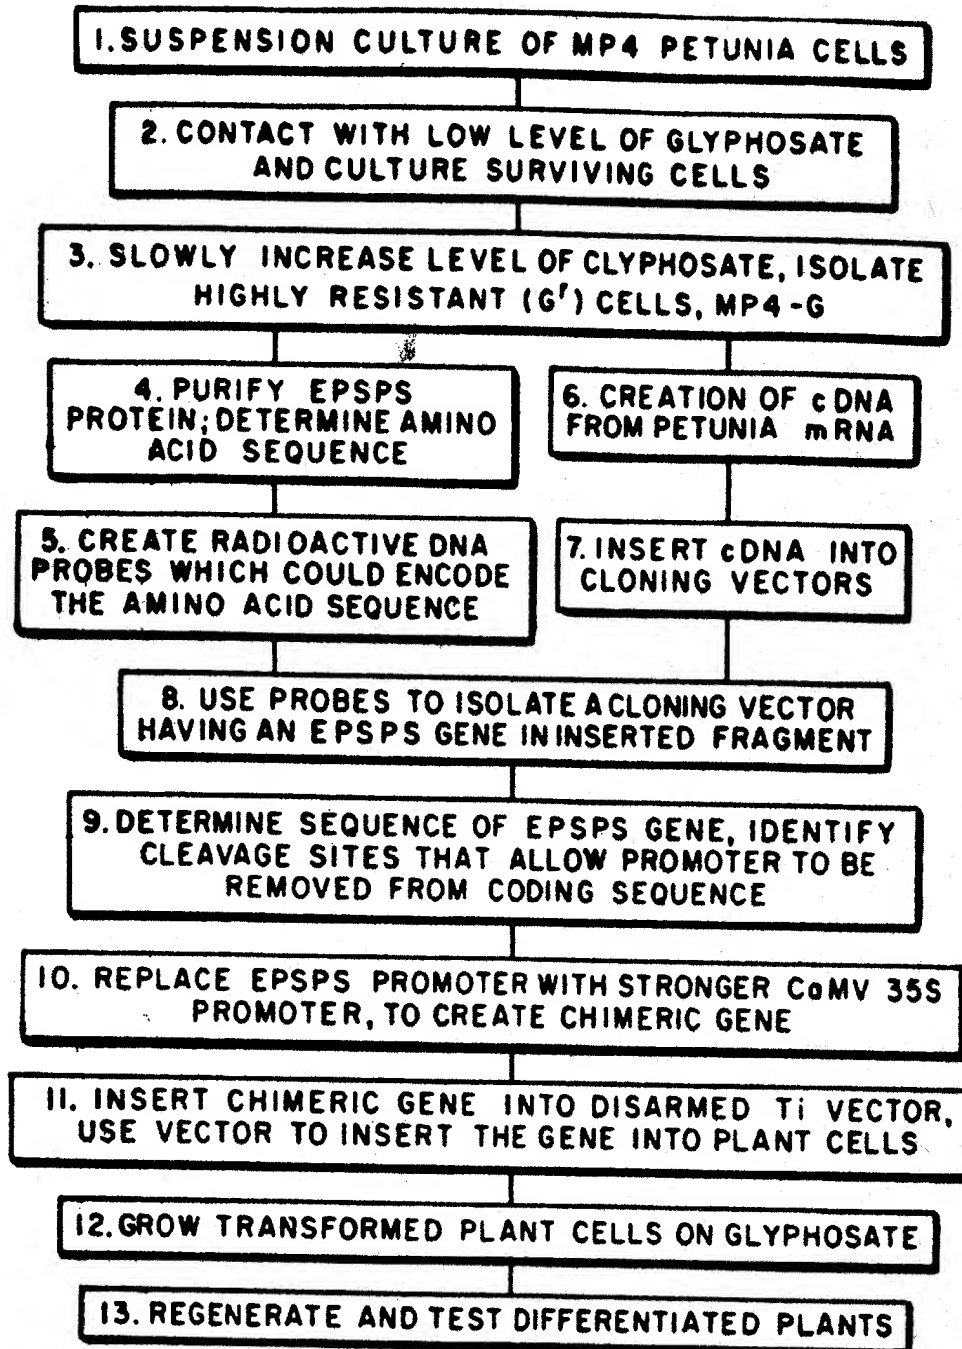 1. SUSPENSION CULTURE OF MP4 PETUNIA CELLS
2. CONTACT WITH LOW LEVEL OF GLYPHOSATE
AND CULTURE SURVIVING CELLS
3. SLOWLY INCREASE LEVEL OF CLYPHOSATE, ISOLATE
HIGHLY RESISTANT (Gʳ) CELLS, MP4-G
4. PURIFY EPSPS
PROTEIN; DETERMINE AMINO
ACID SEQUENCE
5. CREATE RADIOACTIVE DNA
PROBES WHICH COULD ENCODE
THE AMINO ACID SEQUENCE
6. CREATION OF cDNA
FROM PETUNIA mRNA
7. INSERT cDNA INTO
CLONING VECTORS
8. USE PROBES TO ISOLATE A CLONING VECTOR
HAVING AN EPSPS GENE IN INSERTED FRAGMENT
9. DETERMINE SEQUENCE OF EPSPS GENE, IDENTIFY
CLEAVAGE SITES THAT ALLOW PROMOTER TO BE
REMOVED FROM CODING SEQUENCE
10. REPLACE EPSPS PROMOTER WITH STRONGER CaMV 35S
PROMOTER, TO CREATE CHIMERIC GENE
11. INSERT CHIMERIC GENE INTO DISARMED Ti VECTOR,
USE VECTOR TO INSERT THE GENE INTO PLANT CELLS
12. GROW TRANSFORMED PLANT CELLS ON GLYPHOSATE
13. REGENERATE AND TEST DIFFERENTIATED PLANTS